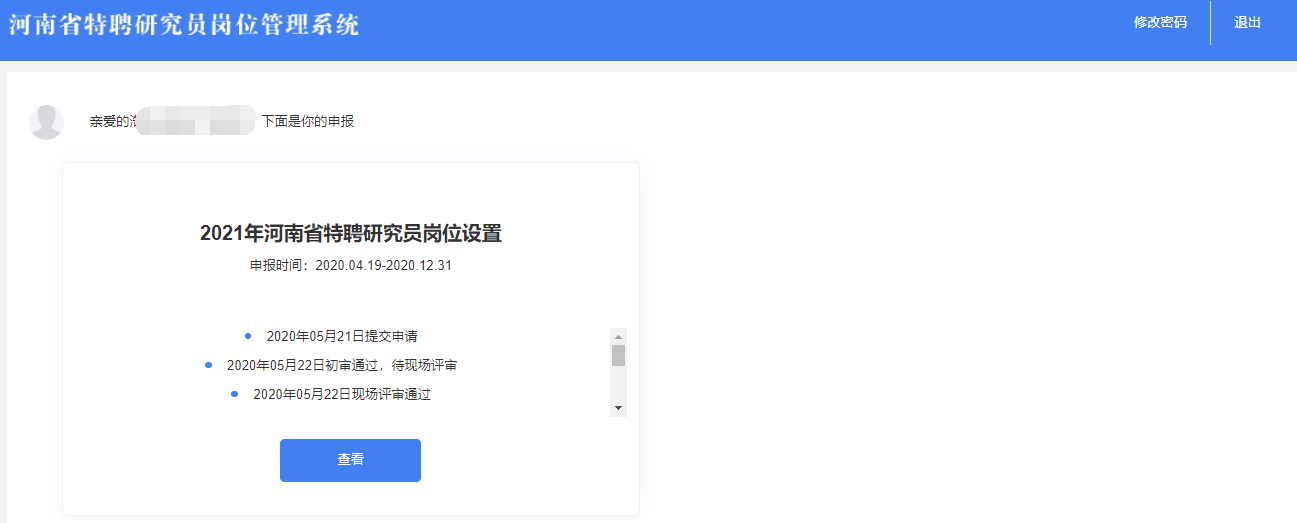 河南省特聘研究员岗位管理系统
修改密码
退出
亲爱的 下面是你的申报
2021年河南省特聘研究员岗位设置
申报时间：2020.04.19-2020.12.31
2020年05月21日提交申请
2020年05月22日初审通过，待现场评审
2020年05月22日现场评审通过
查看